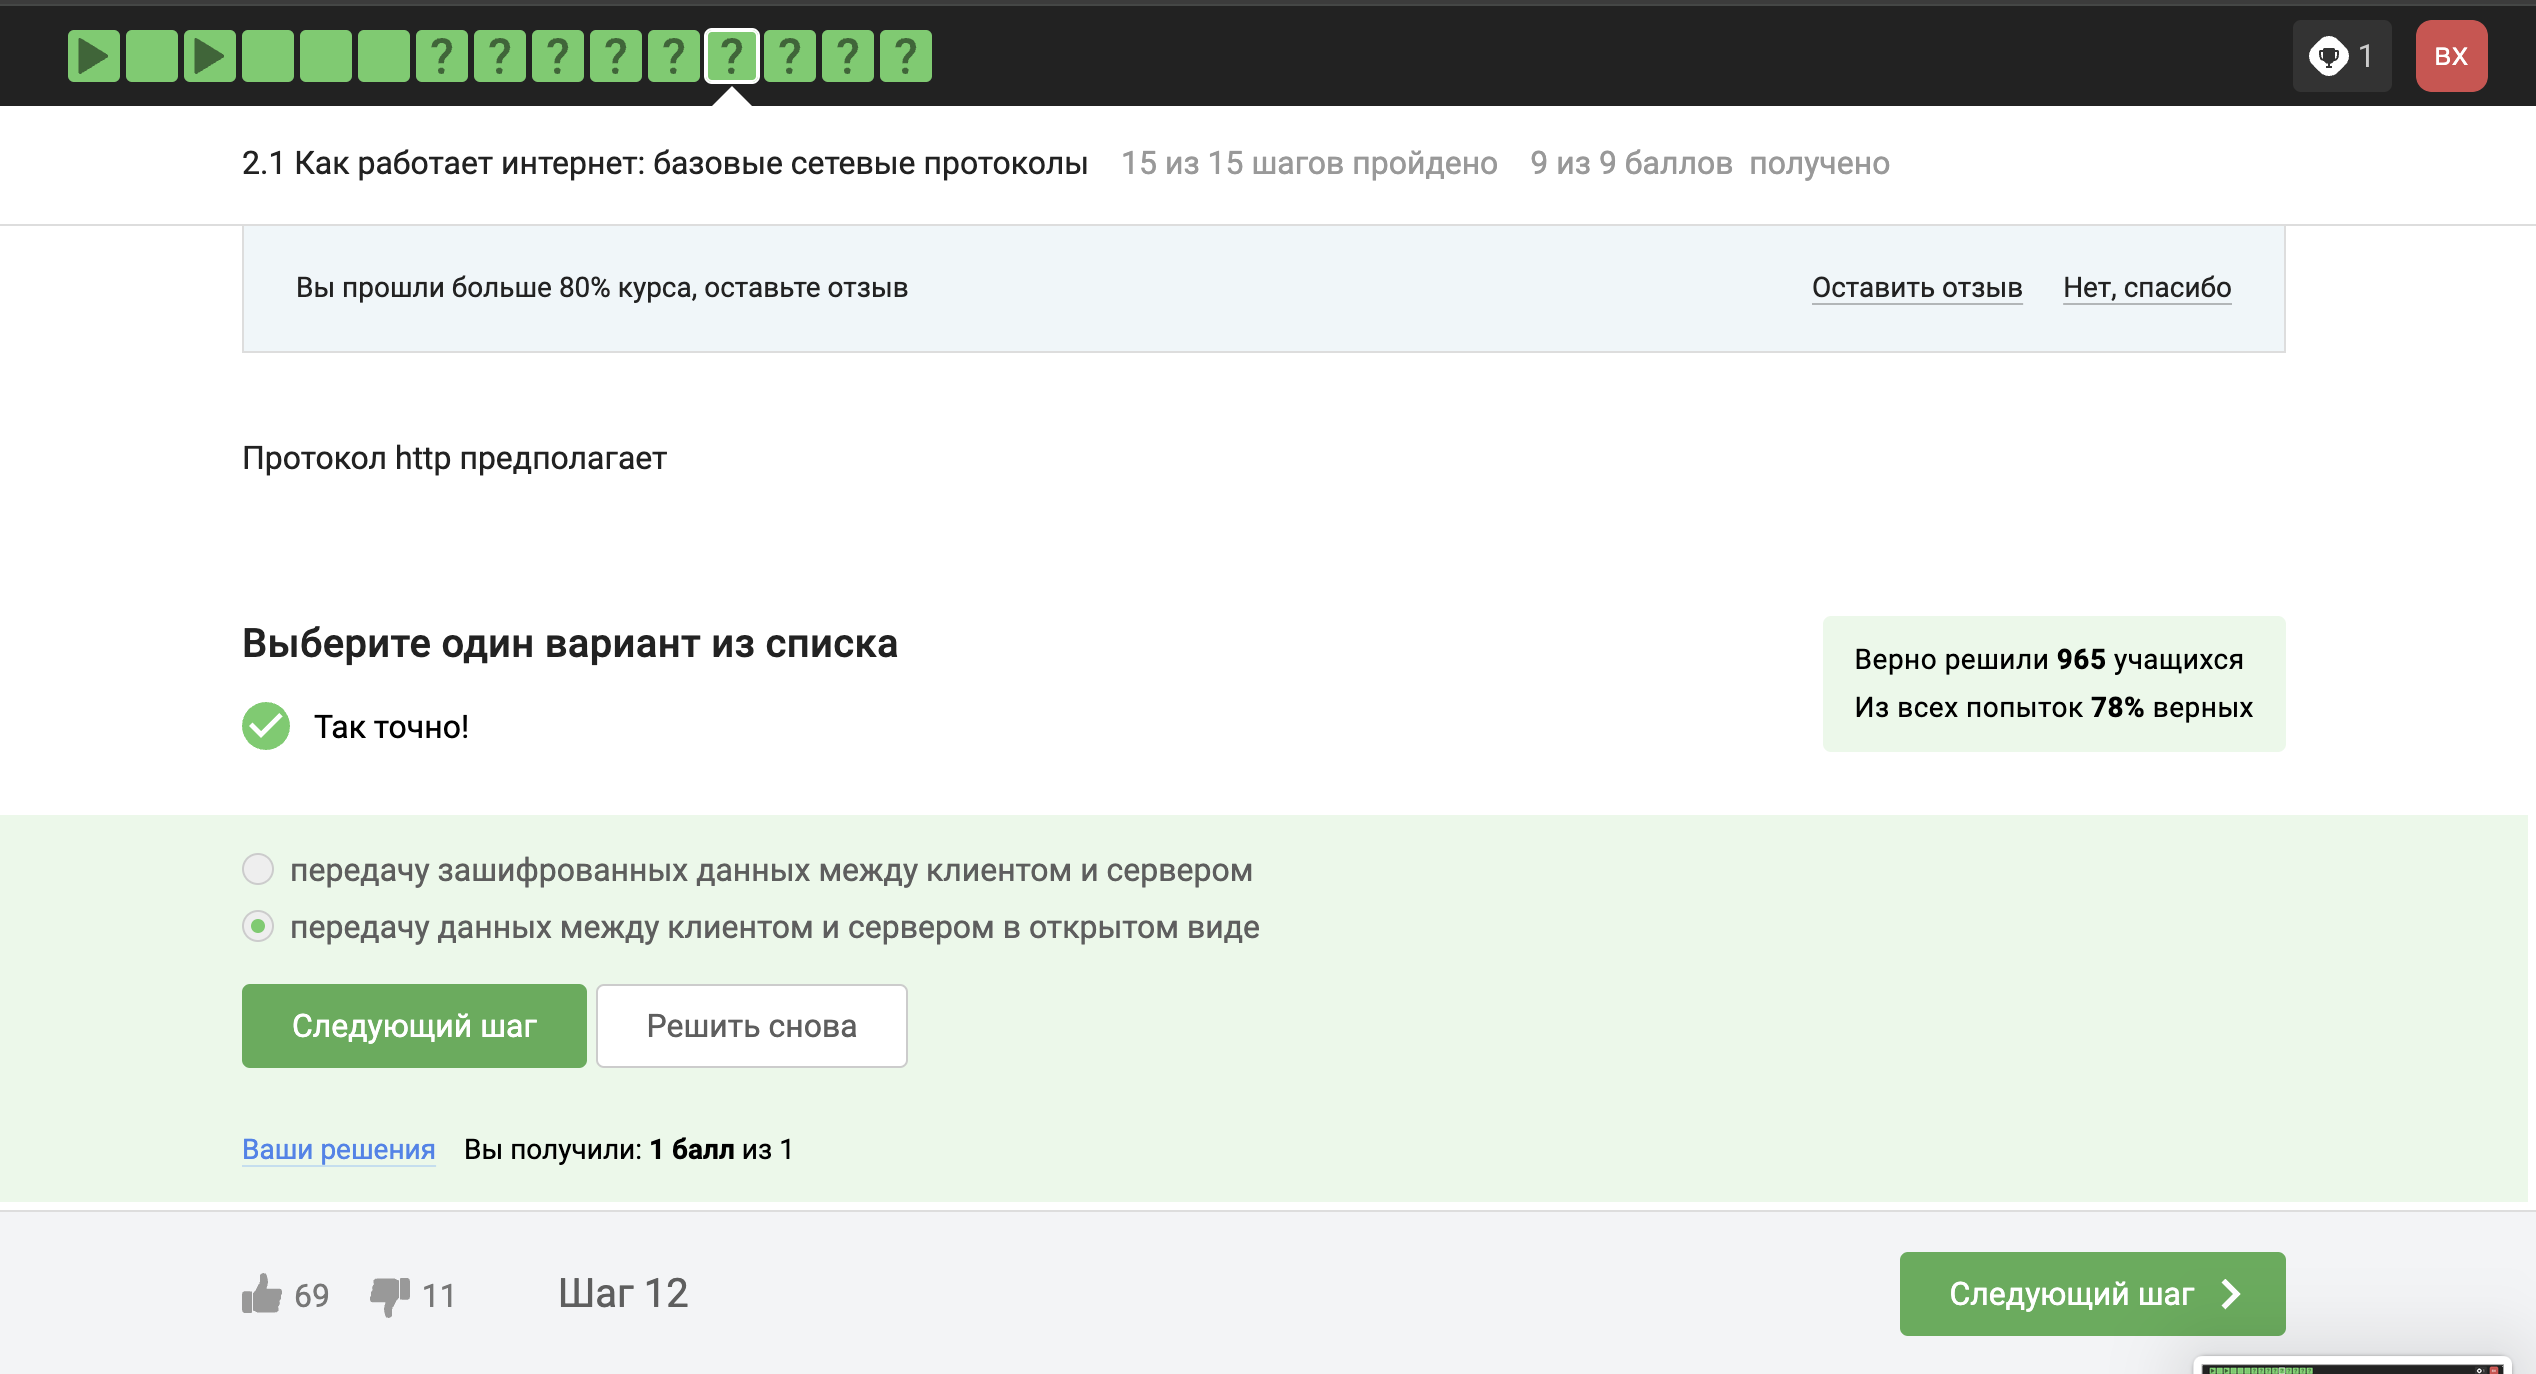 ? ? ? ? ? ? ? ? ?
1
ВХ
2.1 Как работает интернет: базовые сетевые протоколы 15 из 15 шагов пройдено 9 из 9 баллов получено
Вы прошли больше 80% курса, оставьте отзыв Оставить отзыв Нет, спасибо
Протокол http предполагает
Выберите один вариант из списка
Верно решили 965 учащихся
Из всех попыток 78% верных
Так точно!
передачу зашифрованных данных между клиентом и сервером
передачу данных между клиентом и сервером в открытом виде
Следующий шаг Решить снова
Ваши решения Вы получили: 1 балл из 1
69 11 Шаг 12 Следующий шаг